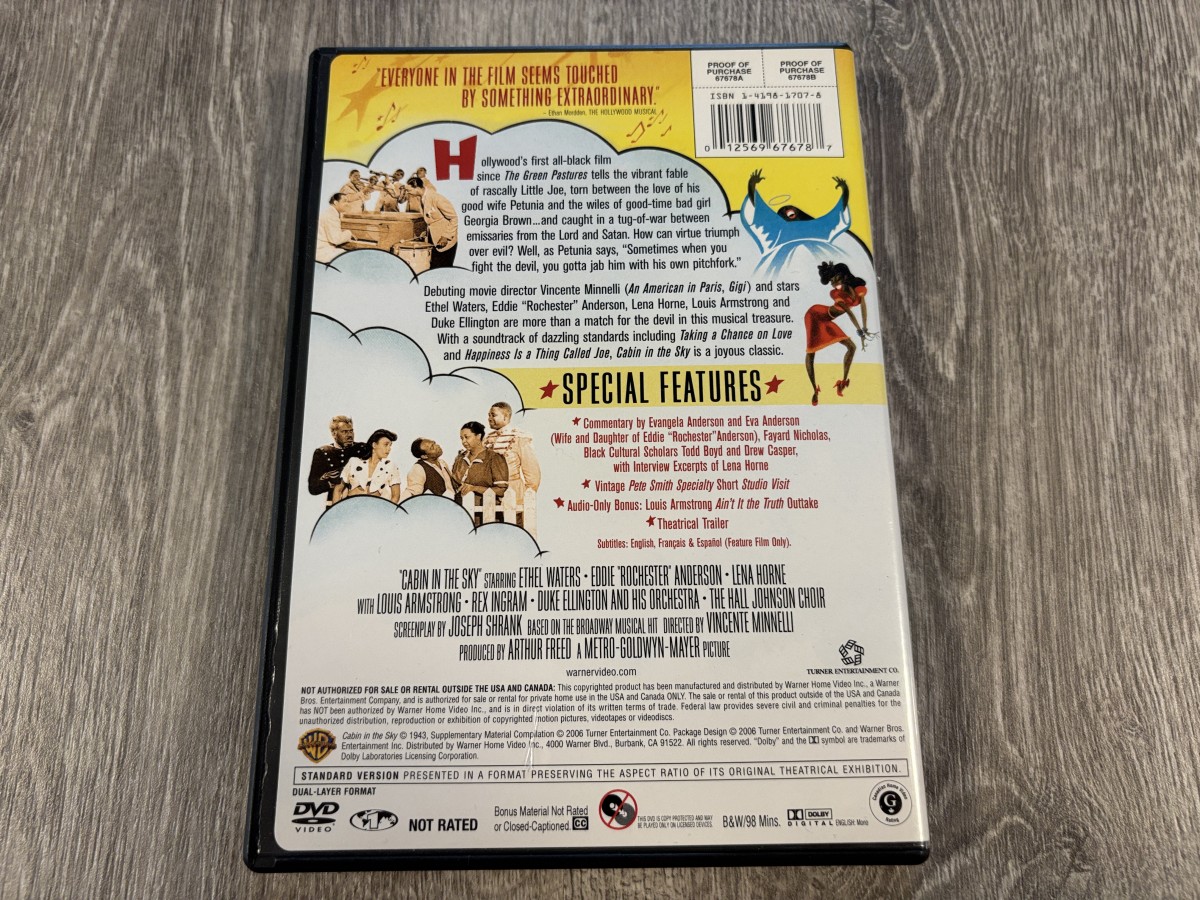 "EVERYONE IN THE FILM SEEMS TOUCHED
BY SOMETHING EXTRAORDINARY."
– Ethan Mordden, THE HOLLYWOOD MUSICAL
PROOF OF
PURCHASE
67678A
PROOF OF
PURCHASE
67678B
ISBN 1-4198-1707-8
0 12569 67678 7
Hollywood's first all-black film
since The Green Pastures tells the vibrant fable
of rascally Little Joe, torn between the love of his
good wife Petunia and the wiles of good-time bad girl
Georgia Brown...and caught in a tug-of-war between
emissaries from the Lord and Satan. How can virtue triumph
over evil? Well, as Petunia says, "Sometimes when you
fight the devil, you gotta jab him with his own pitchfork."
Debuting movie director Vincente Minnelli (An American in Paris, Gigi) and stars
Ethel Waters, Eddie "Rochester" Anderson, Lena Horne, Louis Armstrong and
Duke Ellington are more than a match for the devil in this musical treasure.
With a soundtrack of dazzling standards including Taking a Chance on Love
and Happiness Is a Thing Called Joe, Cabin in the Sky is a joyous classic.
SPECIAL FEATURES
Commentary by Evangela Anderson and Eva Anderson
(Wife and Daughter of Eddie "Rochester"Anderson), Fayard Nicholas,
Black Cultural Scholars Todd Boyd and Drew Casper,
with Interview Excerpts of Lena Horne
Vintage Pete Smith Specialty Short Studio Visit
Audio-Only Bonus: Louis Armstrong Ain't It the Truth Outtake
Theatrical Trailer
Subtitles: English, Français & Español (Feature Film Only).
"CABIN IN THE SKY" STARRING ETHEL WATERS • EDDIE "ROCHESTER" ANDERSON • LENA HORNE
WITH LOUIS ARMSTRONG • REX INGRAM • DUKE ELLINGTON AND HIS ORCHESTRA • THE HALL JOHNSON CHOIR
SCREENPLAY BY JOSEPH SHRANK BASED ON THE BROADWAY MUSICAL HIT DIRECTED BY VINCENTE MINNELLI
PRODUCED BY ARTHUR FREED A METRO-GOLDWYN-MAYER PICTURE
warnervideo.com
TURNER ENTERTAINMENT CO.
NOT AUTHORIZED FOR SALE OR RENTAL OUTSIDE THE USA AND CANADA: This copyrighted product has been manufactured and distributed by Warner Home Video Inc., a Warner
Bros. Entertainment Company, and is authorized for sale or rental for private home use in the USA and Canada ONLY. The sale or rental of this product outside of the USA and Canada
has NOT been authorized by Warner Home Video Inc., and is in direct violation of its written terms of trade. Federal law provides severe civil and criminal penalties for the
unauthorized distribution, reproduction or exhibition of copyrighted motion pictures, videotapes or videodiscs.
WB
Cabin in the Sky © 1943, Supplementary Material Compilation © 2006 Turner Entertainment Co. Package Design © 2006 Turner Entertainment Co. and Warner Bros.
Entertainment Inc. Distributed by Warner Home Video Inc., 4000 Warner Blvd., Burbank, CA 91522. All rights reserved. "Dolby" and the DD symbol are trademarks of
Dolby Laboratories Licensing Corporation.
STANDARD VERSION PRESENTED IN A FORMAT PRESERVING THE ASPECT RATIO OF ITS ORIGINAL THEATRICAL EXHIBITION.
DUAL-LAYER FORMAT
DVD
VIDEO
1
NOT RATED
Bonus Material Not Rated
or Closed-Captioned. CC
THIS DVD IS COPY PROTECTED AND MAY
BE PLAYED ONLY ON LICENSED DEVICES.
B&W/98 Mins.
DOLBY
DIGITAL
ENGLISH: Mono
Canadian Home Video
G
Rating